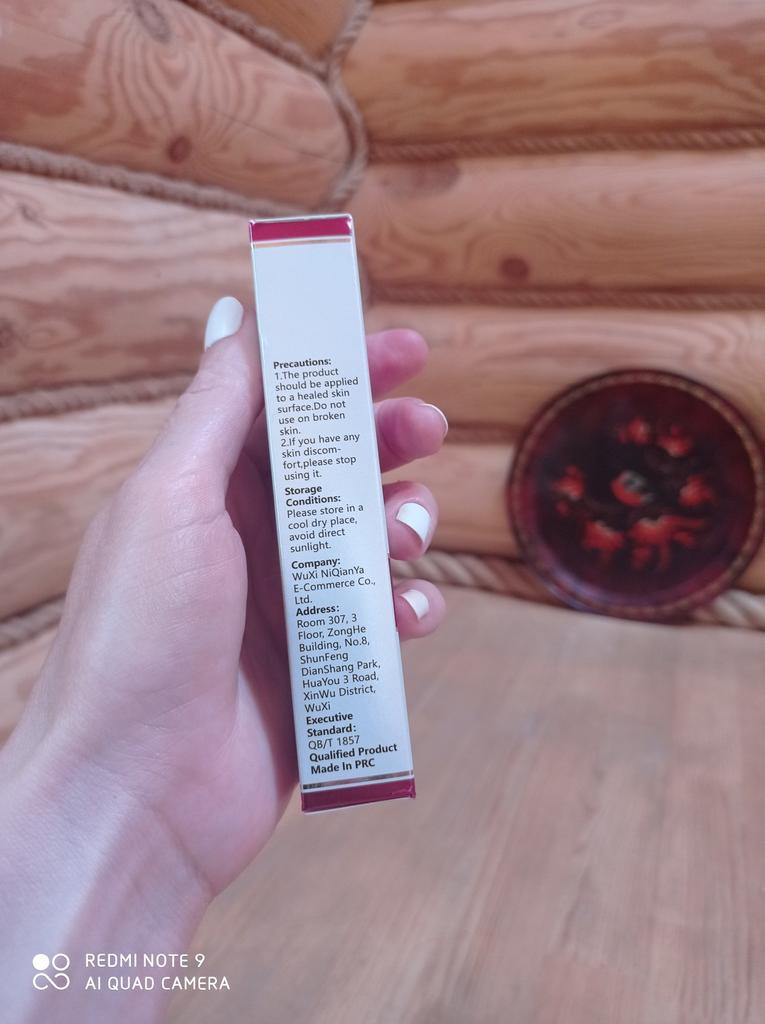 Precautions:
1.The product
should be applied
to a healed skin
surface.Do not
use on broken
skin.
2.If you have any
skin discom-
fort,please stop
using it.
Storage
Conditions:
Please store in a
cool dry place,
avoid direct
sunlight.
Company:
WuXi NiQianYa
E-Commerce Co.,
Ltd.
Address:
Room 307, 3
Floor, ZongHe
Building, No.8,
ShunFeng
DianShang Park,
HuaYou 3 Road,
XinWu District,
WuXi
Executive
Standard:
QB/T 1857
Qualified Product
Made In PRC
REDMI NOTE 9
AI QUAD CAMERA